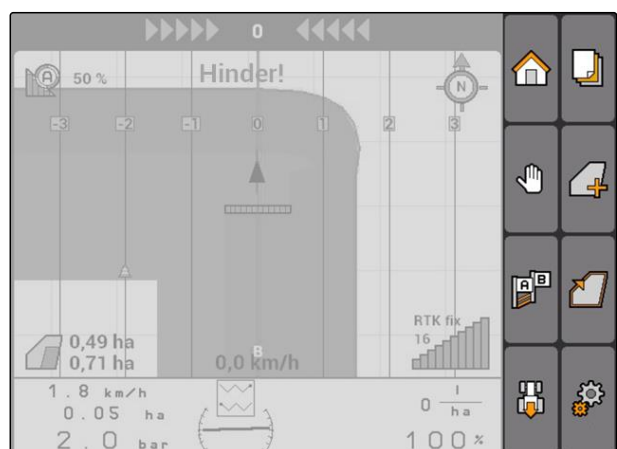 0
A 50 %
Hinder!
N
-3 -2 -1 0 1 2 3
A
A B
RTK fix
16
0,49 ha
0,71 ha
0,0 km/h
B
1.8 km/h
0.05 ha
2.0 bar
0 l/ha
100 %